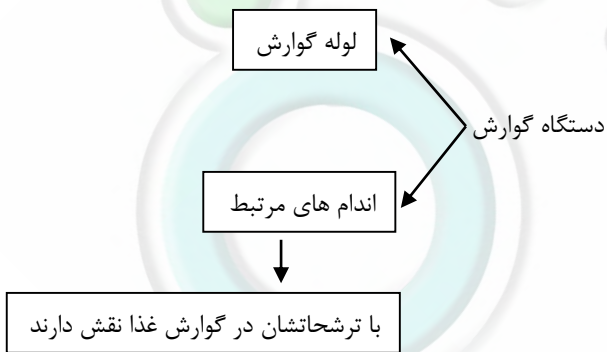 لوله گوارش
دستگاه گوارش
اندام های مرتبط
با ترشحاتشان در گوارش غذا نقش دارند